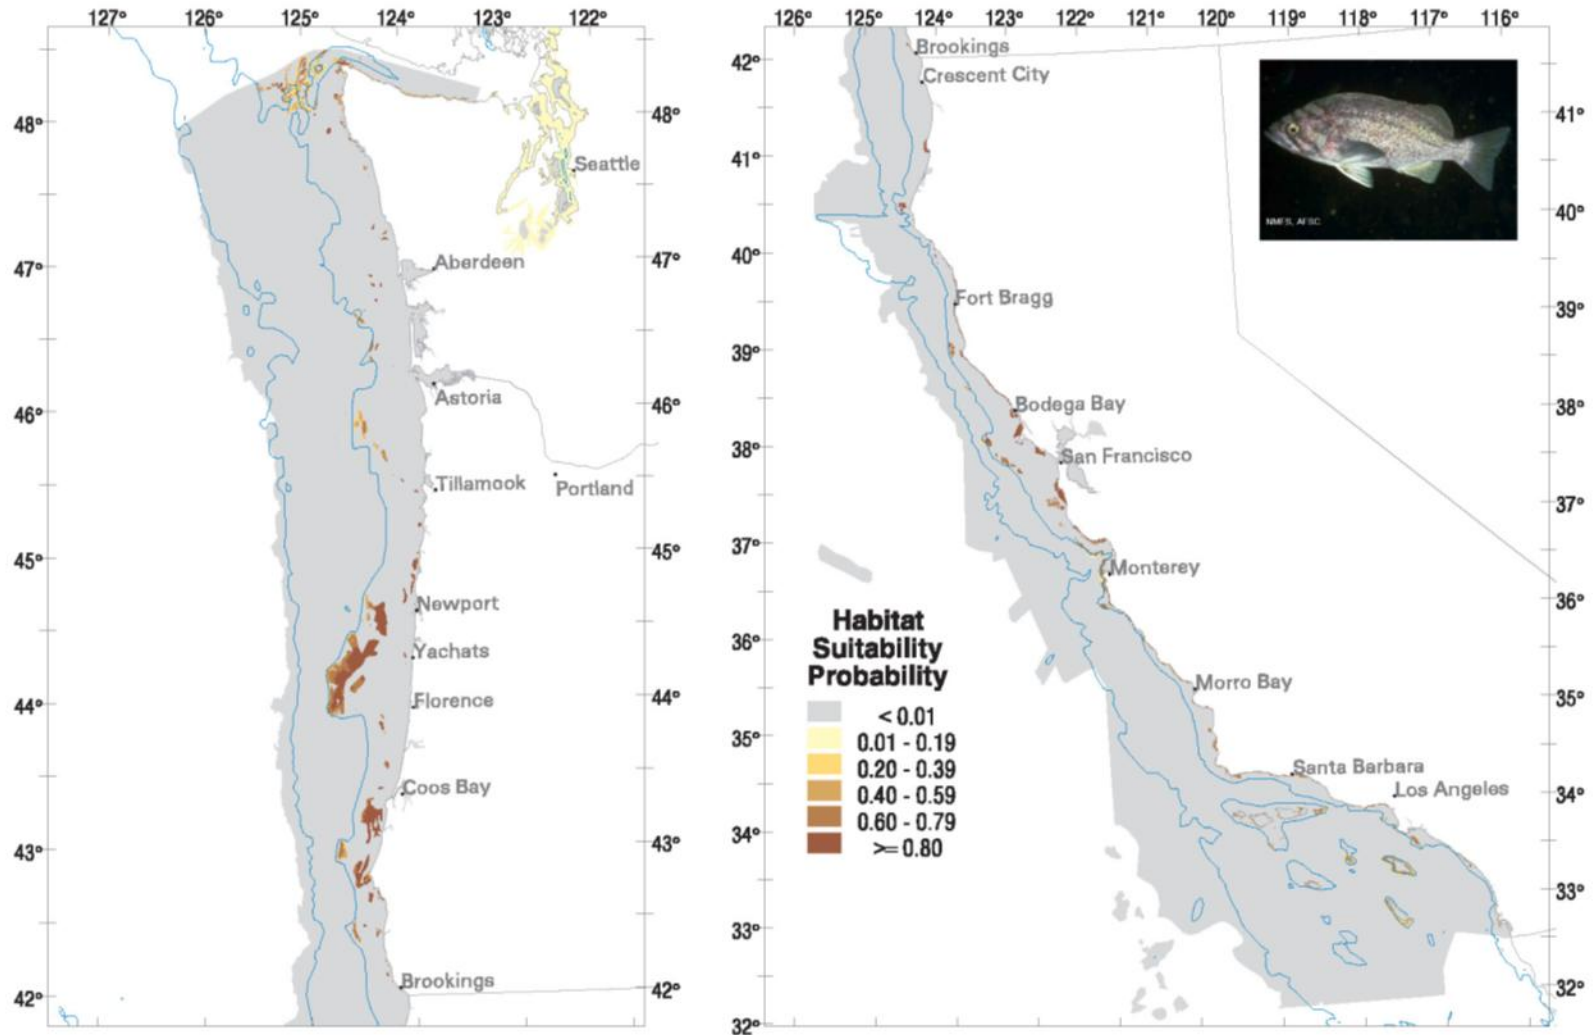 127° 126° 125° 124° 123° 122°
48° 48°
Seattle
47° 47°
Aberdeen
46° 46°
Astoria
Tillamook
Portland
45° 45°
Newport
Yachats
44° 44°
Florence
Coos Bay
43° 43°
Brookings
42° 42°
126° 125° 124° 123° 122° 121° 120° 119° 118° 117° 116°
Brookings
42°
Crescent City
41°
41°
40°
40°
Fort Bragg
39°
39°
Bodega Bay
38°
38°
San Francisco
37°
37°
Monterey
36°
36°
Morro Bay
35°
35°
Santa Barbara
Los Angeles
34°
34°
33°
33°
32°
32°
NMFS, AFSC
Habitat
Suitability
Probability
< 0.01
0.01 - 0.19
0.20 - 0.39
0.40 - 0.59
0.60 - 0.79
>= 0.80